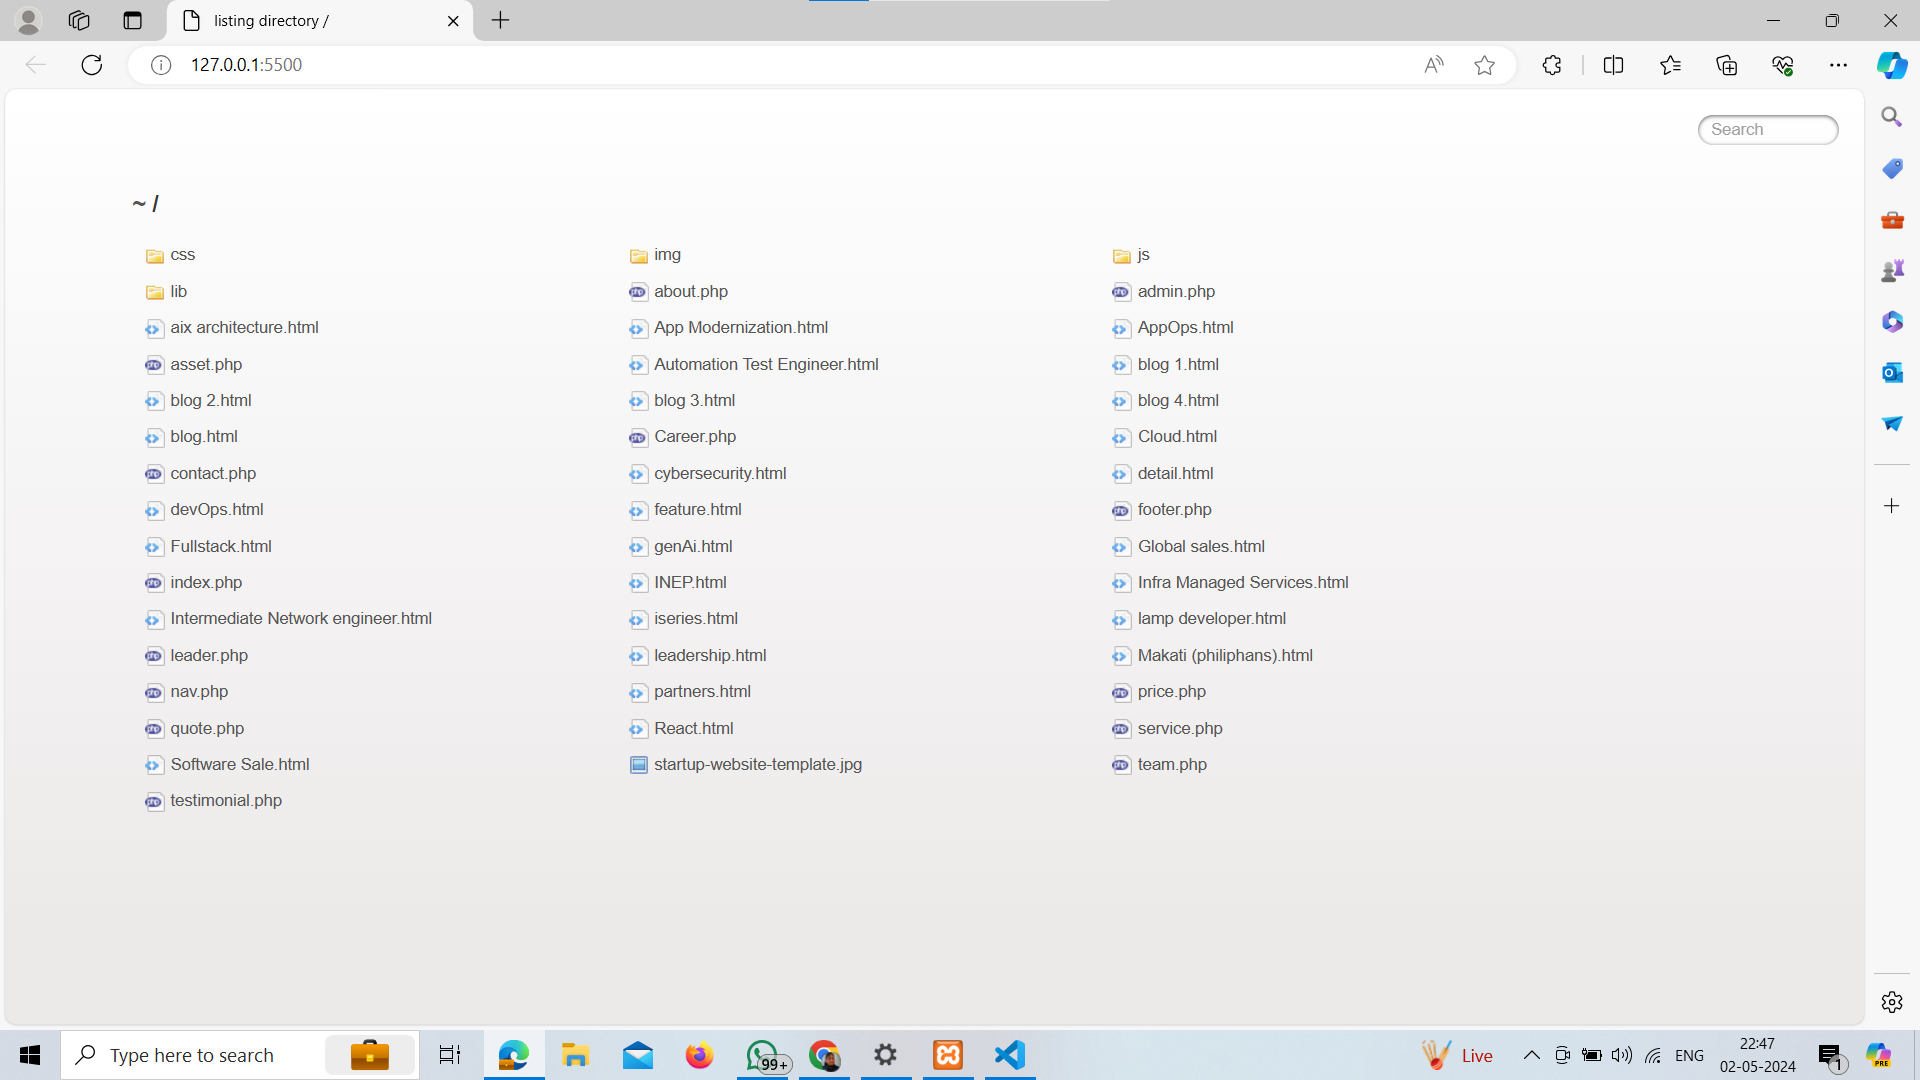 listing directory /
127.0.0.1:5500
Search
~ /
css
img
js
lib
about.php
admin.php
aix architecture.html
App Modernization.html
AppOps.html
asset.php
Automation Test Engineer.html
blog 1.html
blog 2.html
blog 3.html
blog 4.html
blog.html
Career.php
Cloud.html
contact.php
cybersecurity.html
detail.html
devOps.html
feature.html
footer.php
Fullstack.html
genAi.html
Global sales.html
index.php
INEP.html
Infra Managed Services.html
Intermediate Network engineer.html
iseries.html
lamp developer.html
leader.php
leadership.html
Makati (philiphans).html
nav.php
partners.html
price.php
quote.php
React.html
service.php
Software Sale.html
startup-website-template.jpg
team.php
testimonial.php
Type here to search
99+
Live
ENG
22:47
02-05-2024
1
PRE